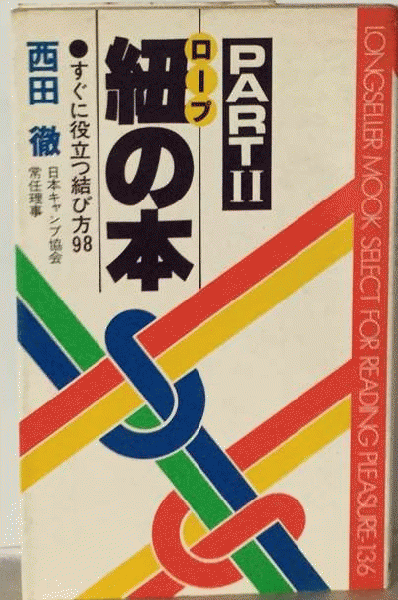 PARTⅡ
ロープ
紐の本
●すぐに役立つ結び方98
西田 徹
日本キャンプ協会
常任理事
LONGSELLER MOOK SELECT FOR READING PLEASURE・136